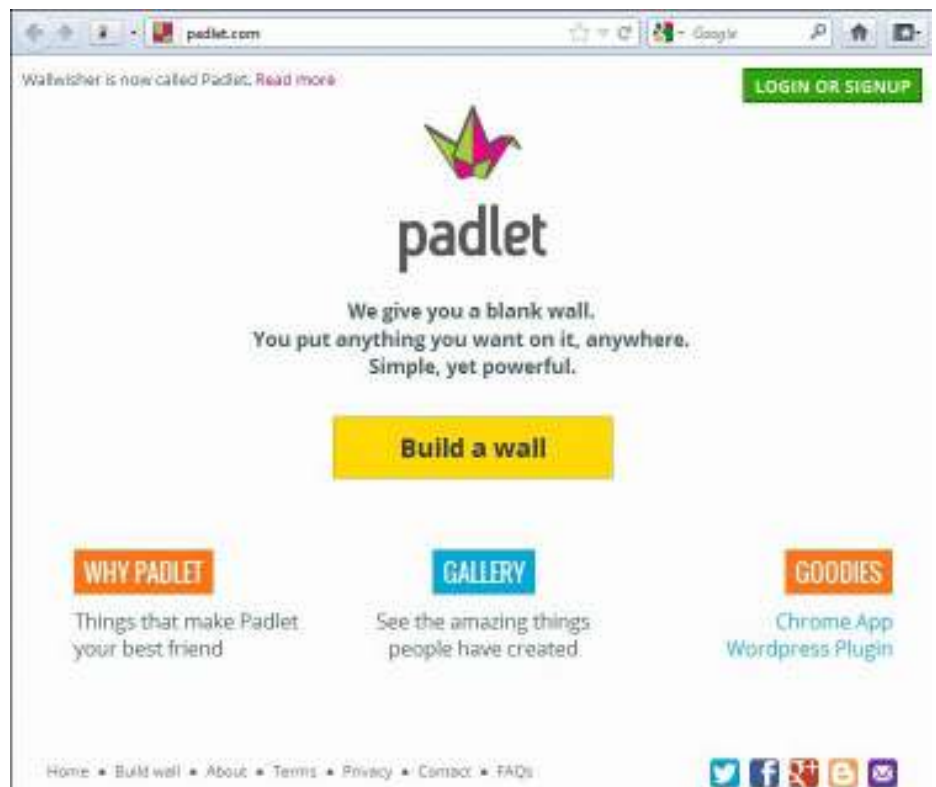 padlet.com
Google
Wallwisher is now called Padlet. Read more
LOGIN OR SIGNUP
padlet
We give you a blank wall.
You put anything you want on it, anywhere.
Simple, yet powerful.
Build a wall
WHY PADLET
Things that make Padlet
your best friend
GALLERY
See the amazing things
people have created
GOODIES
Chrome App
Wordpress Plugin
Home • Build wall • About • Terms • Privacy • Contact • FAQs